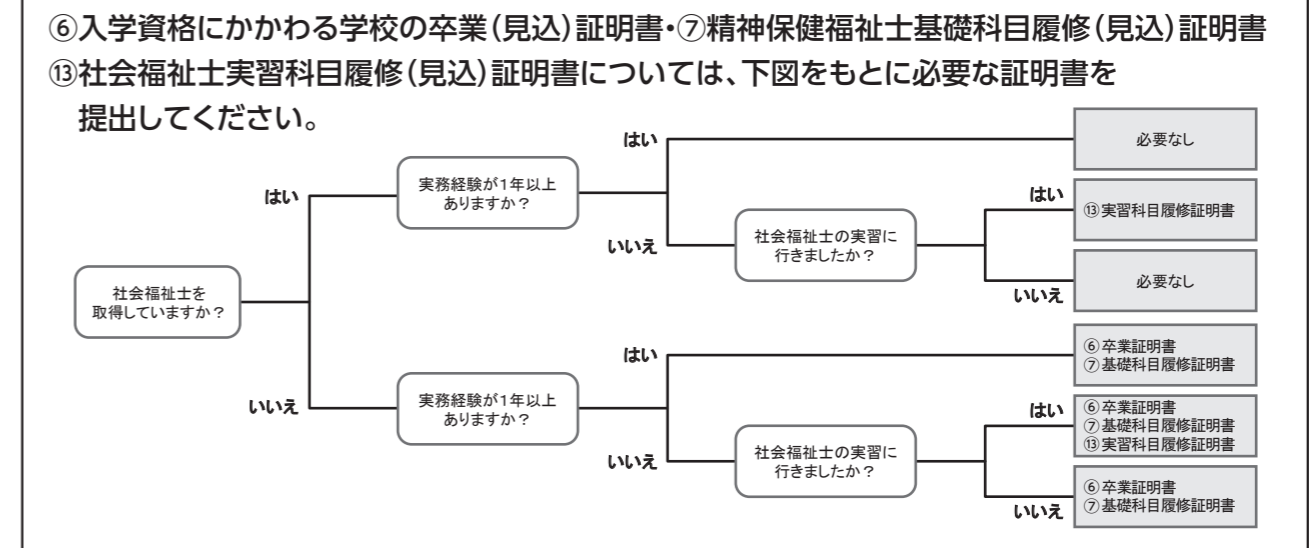 ⑥入学資格にかかわる学校の卒業(見込)証明書・⑦精神保健福祉士基礎科目履修(見込)証明書
⑬社会福祉士実習科目履修(見込)証明書については、下図をもとに必要な証明書を
提出してください。
社会福祉士を
取得していますか？
はい
実務経験が1年以上
ありますか？
はい
必要なし
いいえ
社会福祉士の実習に
行きましたか？
はい
⑬実習科目履修証明書
いいえ
必要なし
いいえ
実務経験が1年以上
ありますか？
はい
⑥卒業証明書
⑦基礎科目履修証明書
いいえ
社会福祉士の実習に
行きましたか？
はい
⑥卒業証明書
⑦基礎科目履修証明書
⑬実習科目履修証明書
いいえ
⑥卒業証明書
⑦基礎科目履修証明書